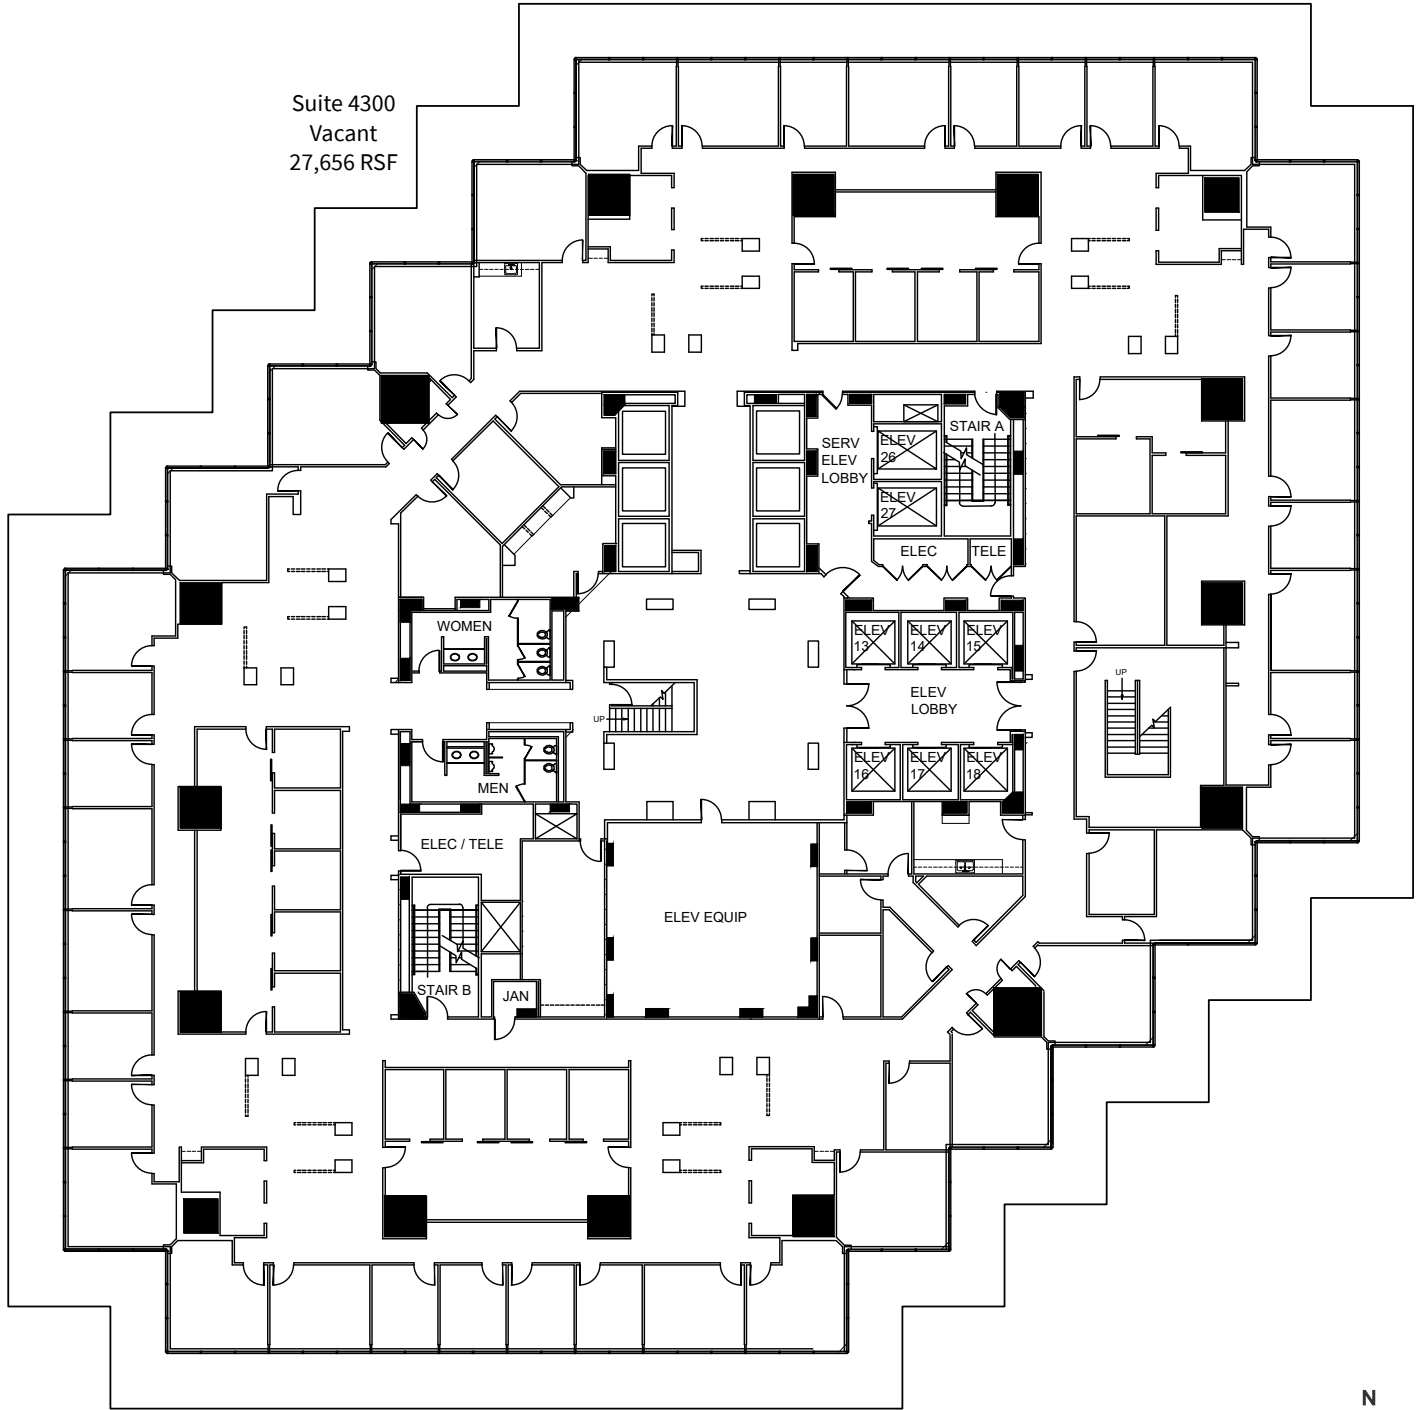 Suite 4300
Vacant
27,656 RSF
STAIR A
SERV
ELEV
LOBBY
ELEV
26
ELEV
27
ELEC
TELE
WOMEN
ELEV
13
ELEV
14
ELEV
15
UP
ELEV
LOBBY
UP
ELEV
16
ELEV
17
ELEV
18
MEN
ELEC / TELE
ELEV EQUIP
STAIR B
JAN
N